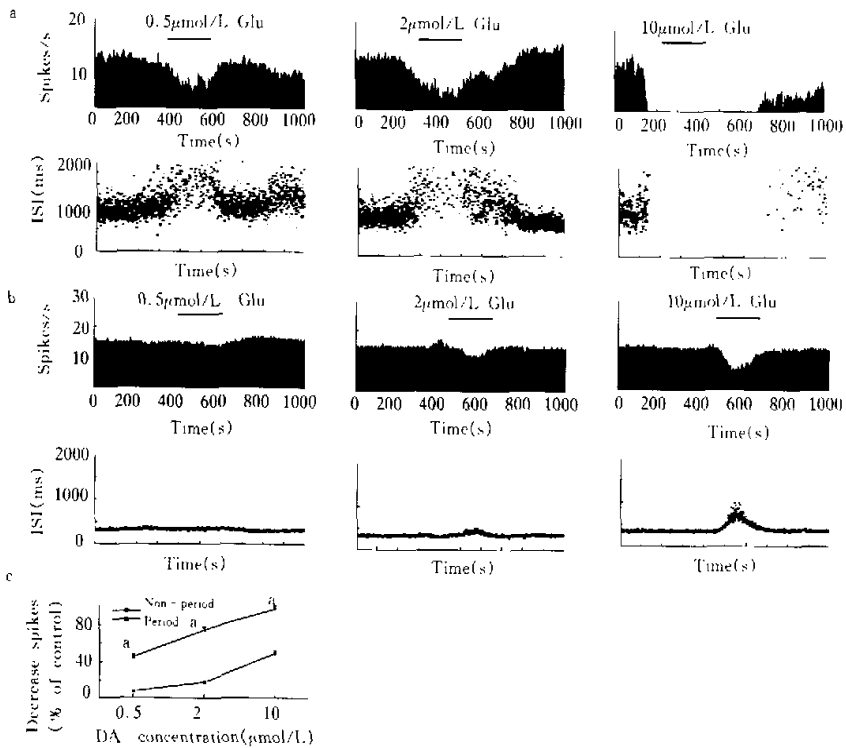 a
0.5μmol/L Glu
2μmol/L Glu
10μmol/L Glu
Spikes/s
20
10
0 200 400 600 800 1000
0 200 400 600 800 1000
0 200 400 600 800 1000
Time(s)
Time(s)
Time(s)
ISI(ms)
2000
1000
0
Time(s)
Time(s)
Time(s)
b
0.5μmol/L Glu
2μmol/L Glu
10μmol/L Glu
Spikes/s
30
20
10
0 200 400 600 800 1000
0 200 400 600 800 1000
0 200 400 600 800 1000
Time(s)
Time(s)
Time(s)
ISI(ms)
2000
1000
0
Time(s)
Time(s)
Time(s)
c
Decrease spikes
(% of control)
80
40
0
Non-period
Period
a
a
a
0.5 2 10
DA concentration(μmol/L)